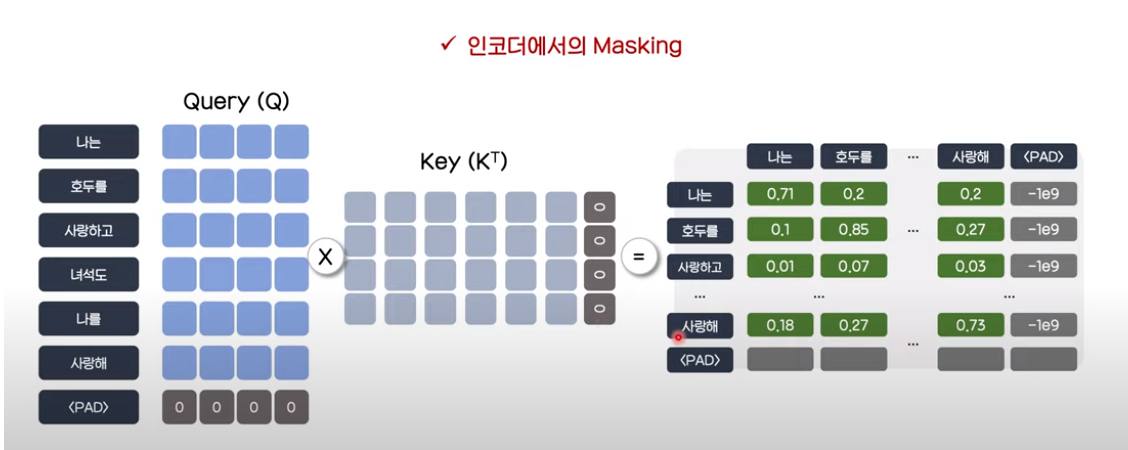 ✓ 인코더에서의 Masking
Query (Q)
나는
호두를
사랑하고
녀석도
나를
사랑해
<PAD> 0 0 0 0
X
Key (Kᵀ)
0
0
0
0
=
나는 호두를 ... 사랑해 <PAD>
나는 0.71 0.2 0.2 -1e9
호두를 0.1 0.85 ... 0.27 -1e9
사랑하고 0.01 0.07 0.03 -1e9
... ... ...
사랑해 0.18 0.27 0.73 -1e9
...
<PAD>